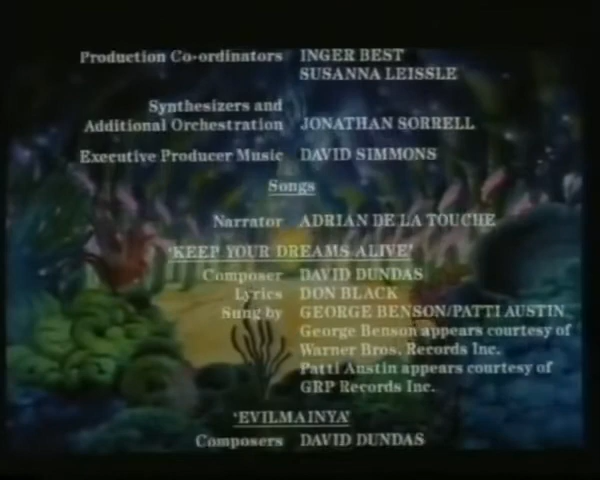 Production Co-ordinators INGER BEST
SUSANNA LEISSLE
Synthesizers and
Additional Orchestration JONATHAN SORRELL
Executive Producer Music DAVID SIMMONS
Songs
Narrator ADRIAN DE LA TOUCHE
'KEEP YOUR DREAMS ALIVE'
Composer DAVID DUNDAS
Lyrics DON BLACK
Sung by GEORGE BENSON/PATTI AUSTIN
George Benson appears courtesy of
Warner Bros. Records Inc.
Patti Austin appears courtesy of
GRP Records Inc.
'EVILMAINYA'
Composers DAVID DUNDAS